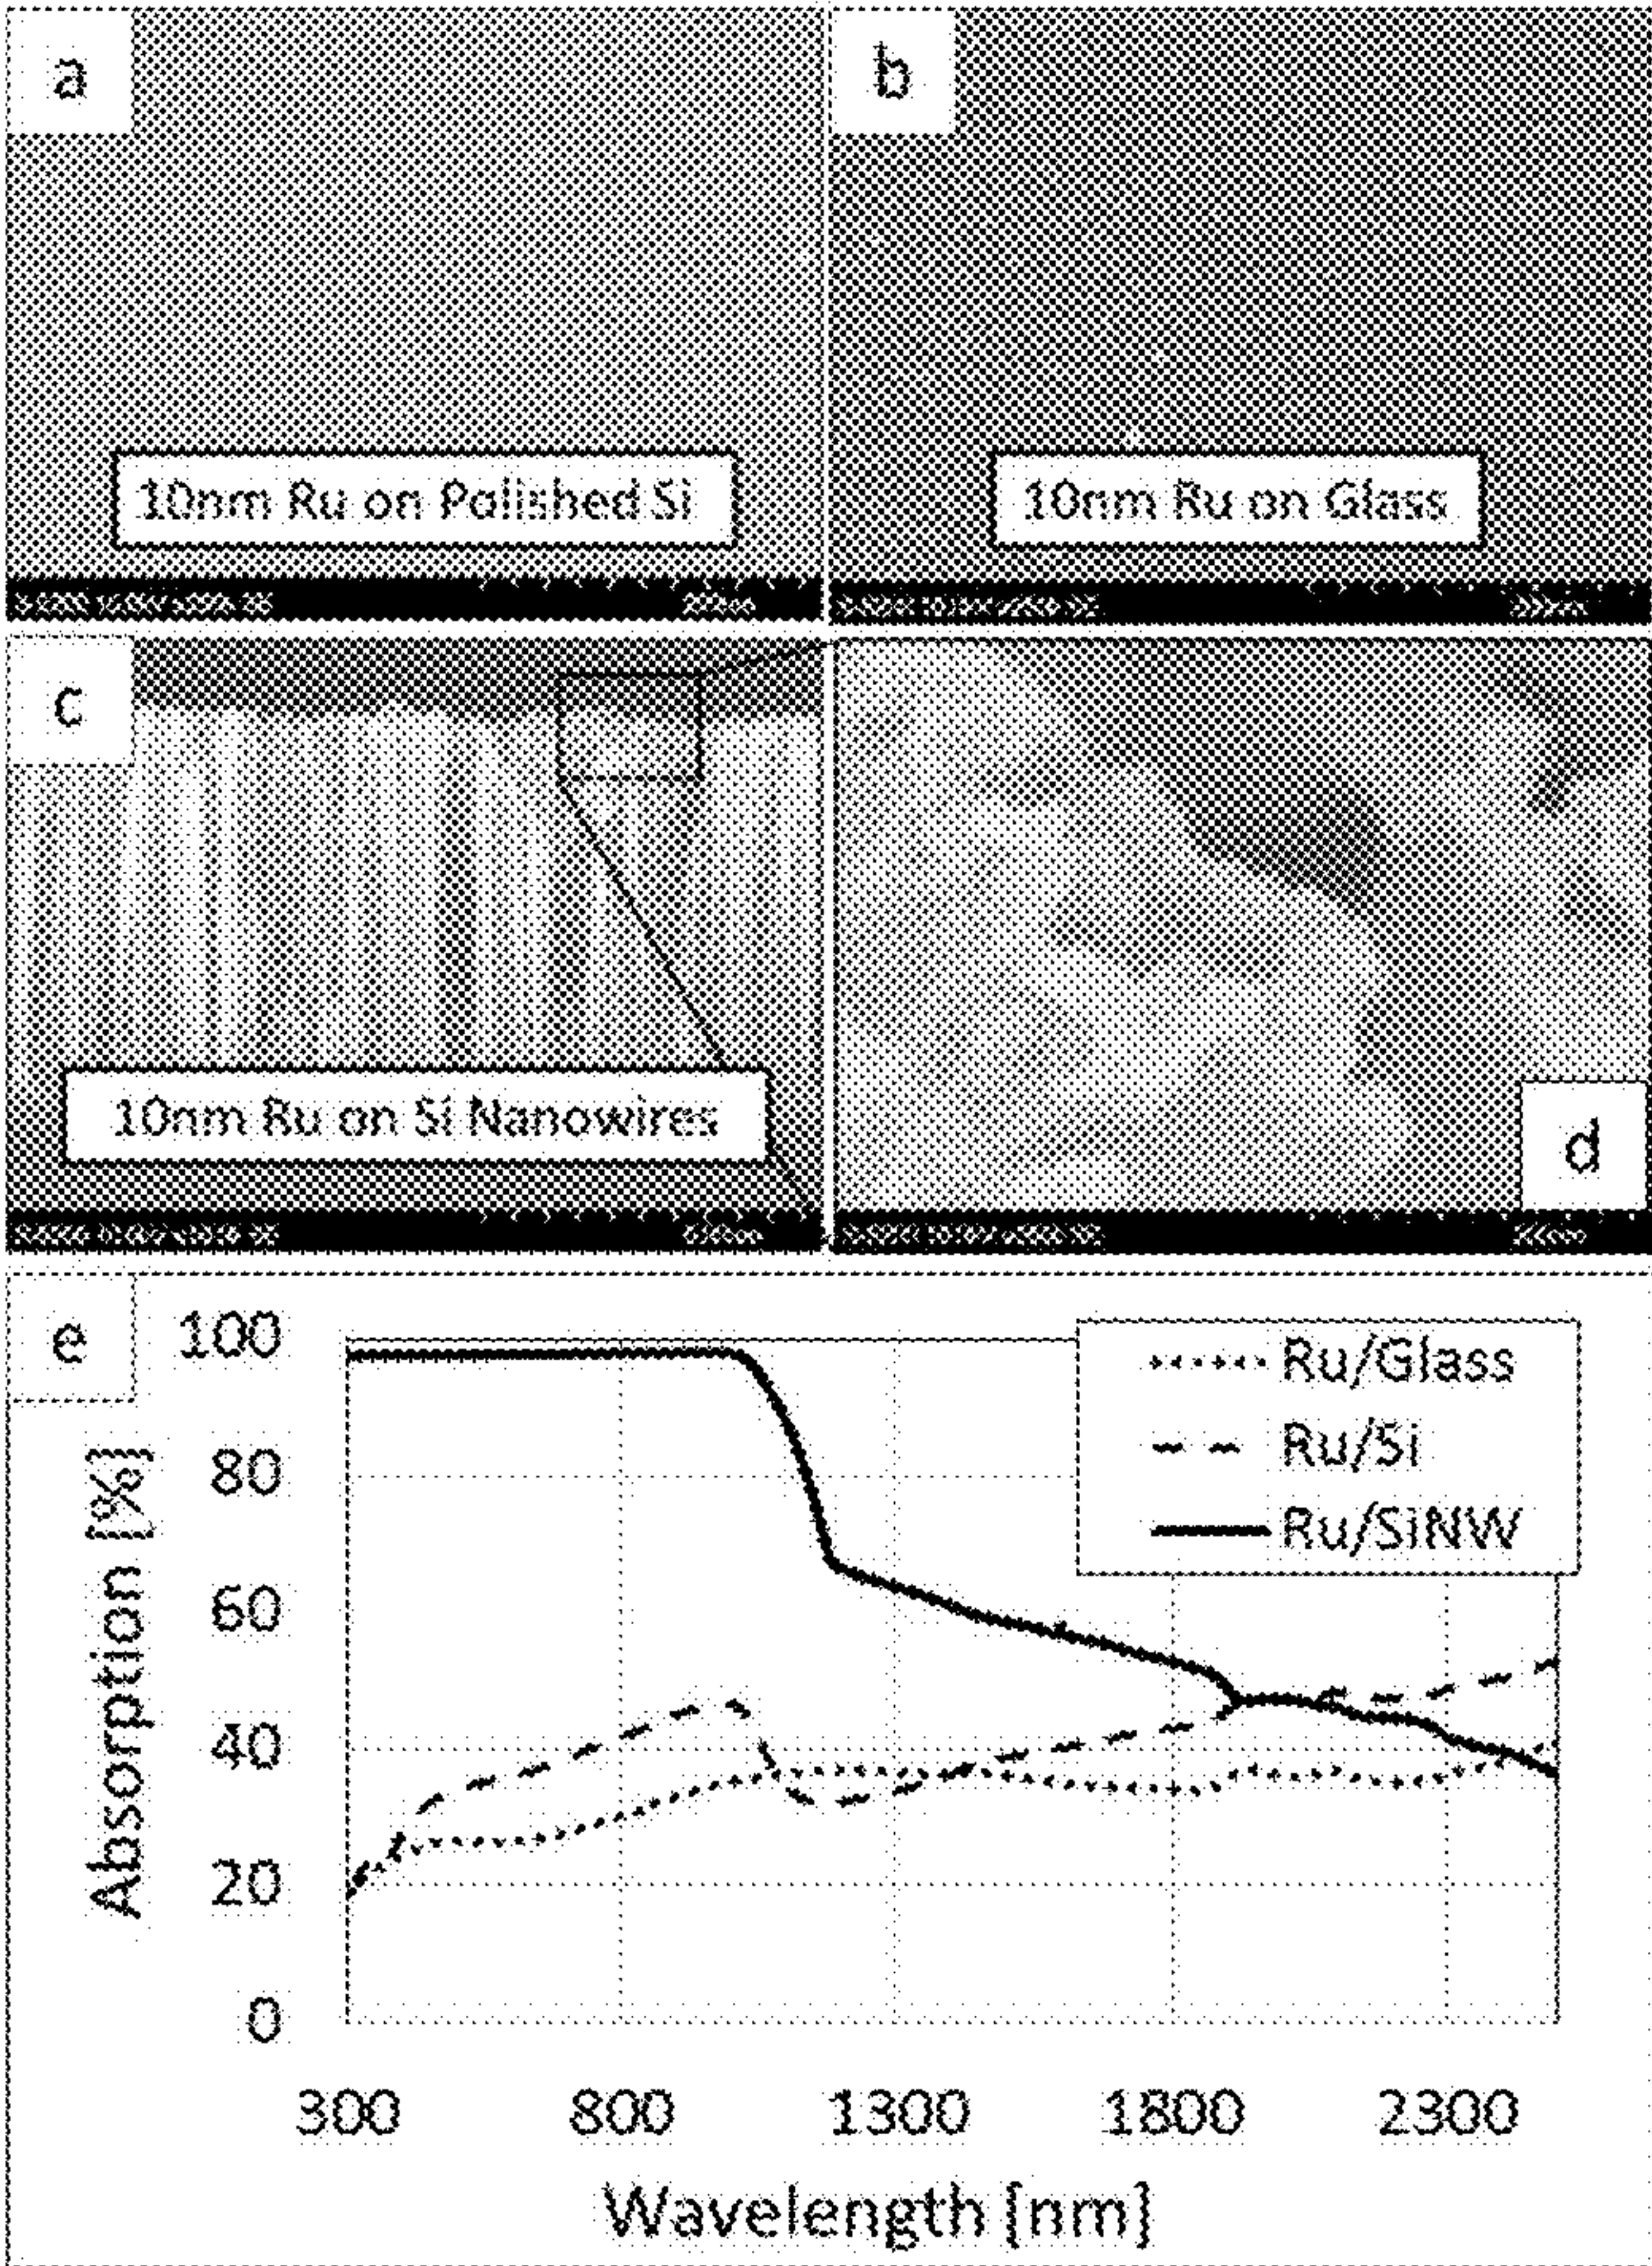 a
b
10nm Ru on Polished Si
10nm Ru on Glass
c
10nm Ru on Si Nanowires
d
e
Absorption [%]
100
80
60
40
20
0
Ru/Glass
Ru/Si
Ru/SiNW
300 800 1300 1800 2300
Wavelength [nm]